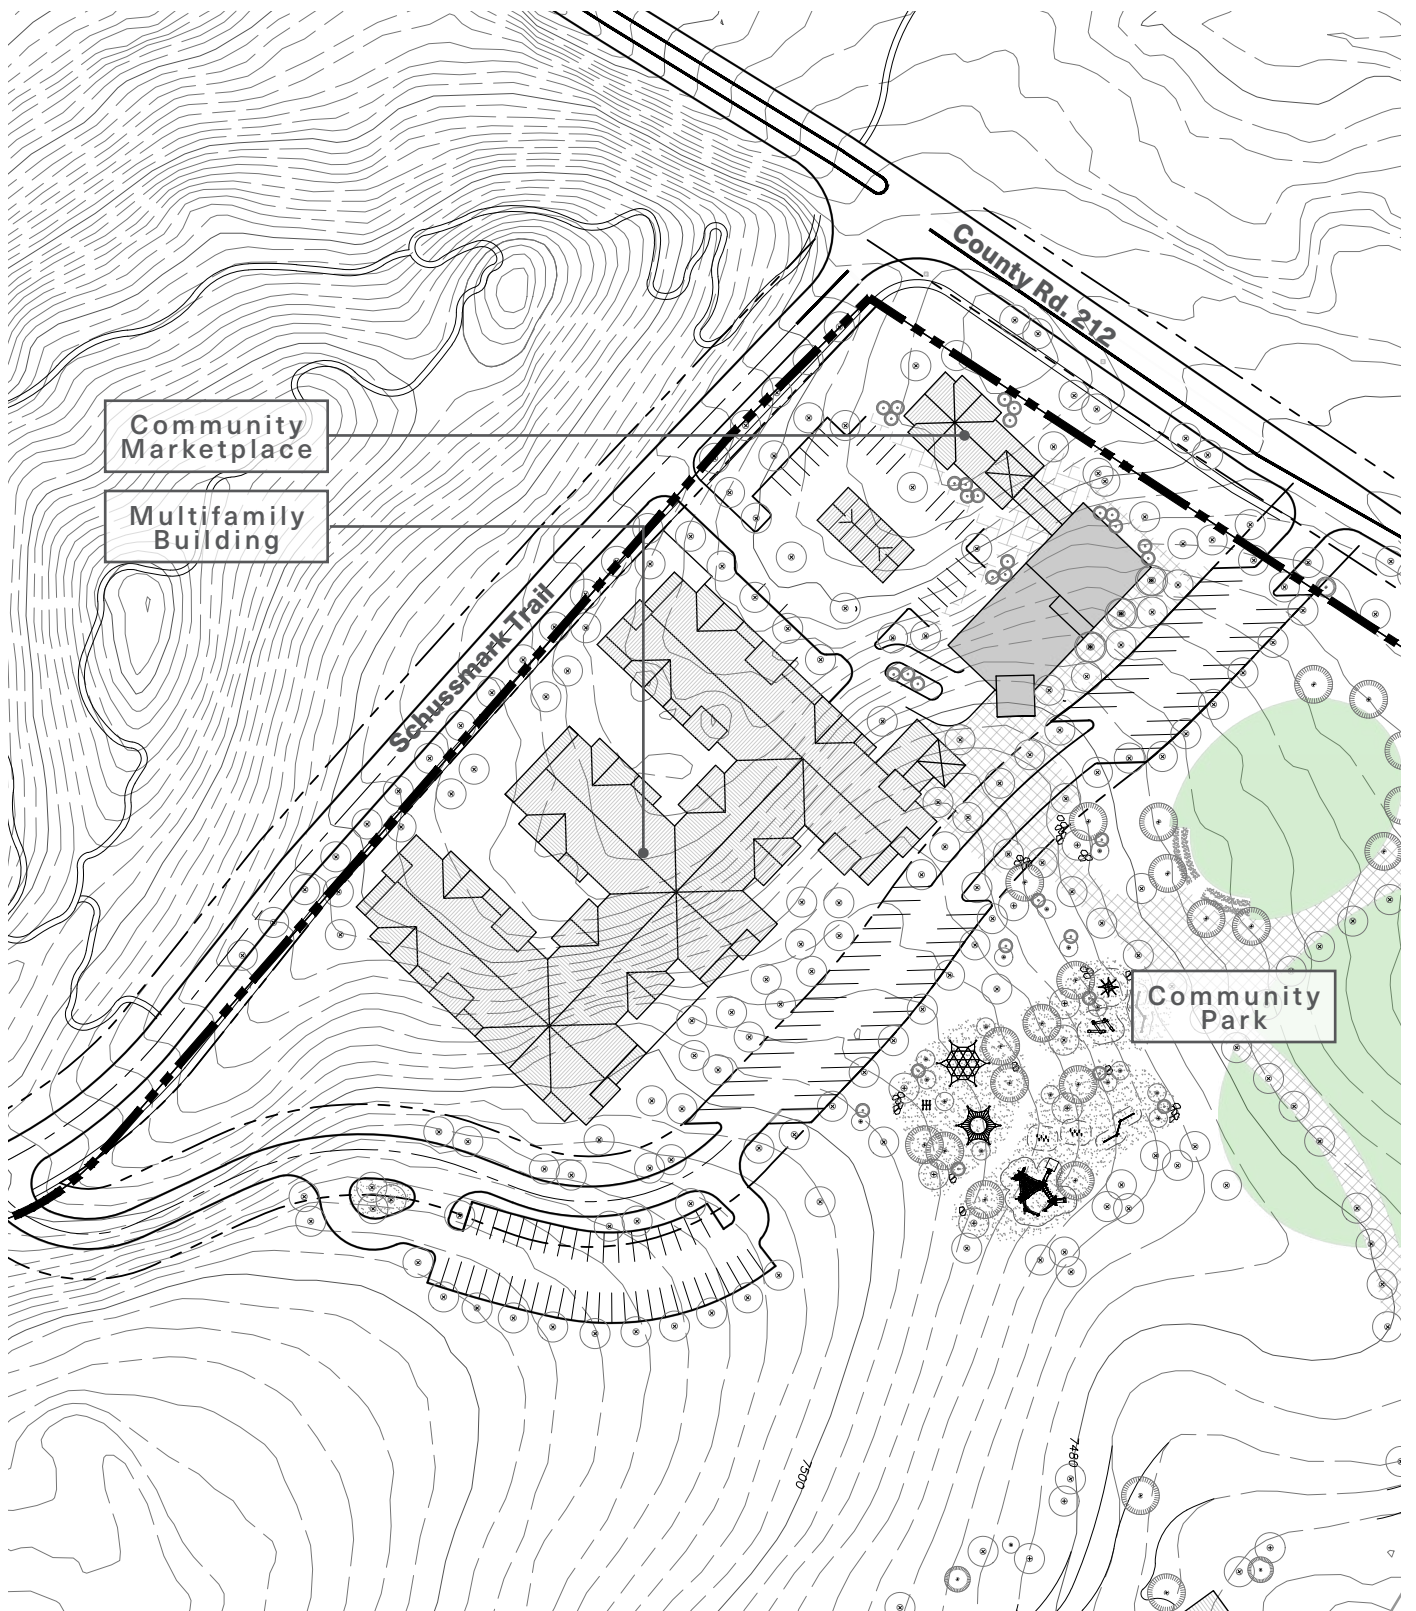 County Rd. 212
Community
Marketplace
Multifamily
Building
Schussmark Trail
Community
Park
7500
7480